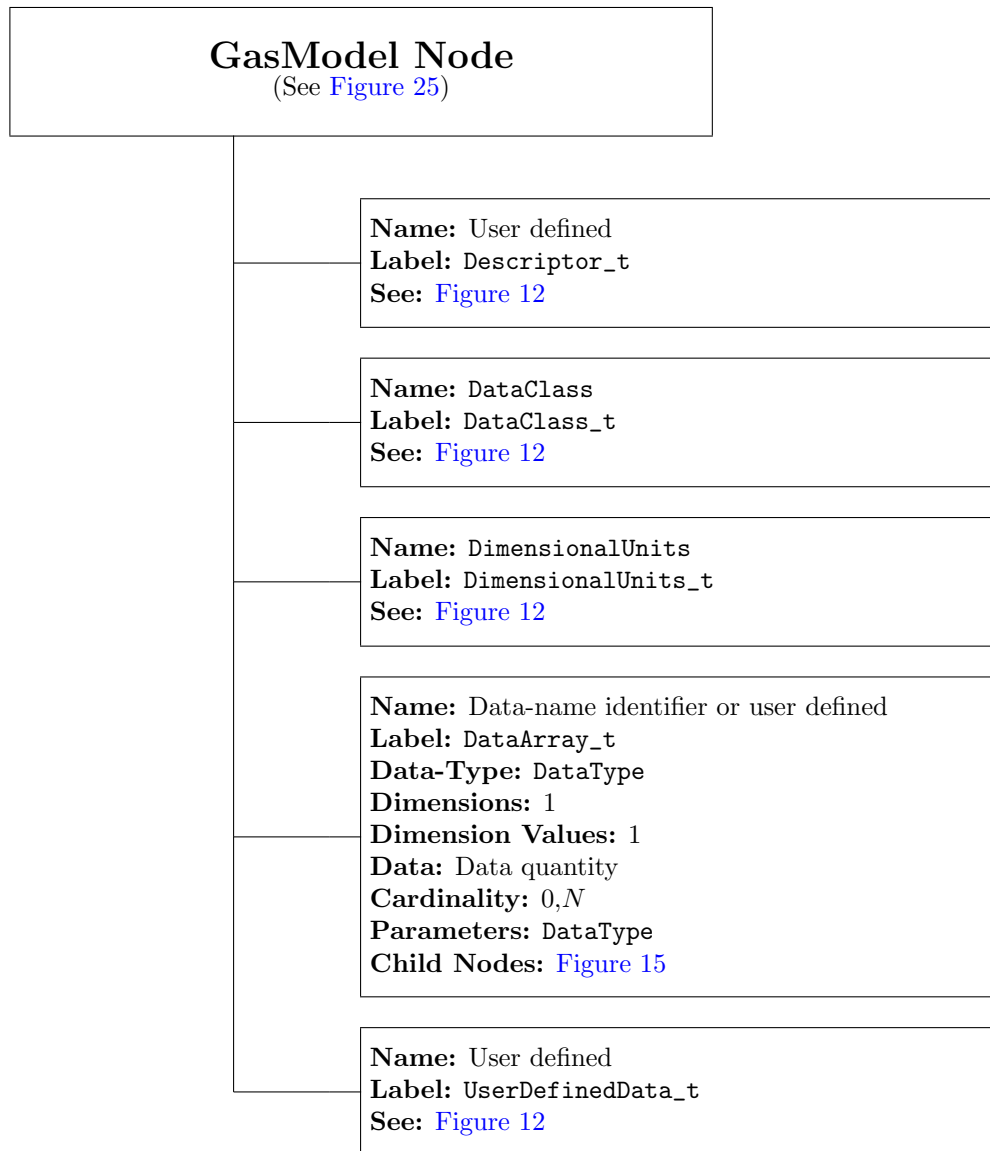 GasModel Node
(See Figure 25)
Name: User defined
Label: Descriptor_t
See: Figure 12
Name: DataClass
Label: DataClass_t
See: Figure 12
Name: DimensionalUnits
Label: DimensionalUnits_t
See: Figure 12
Name: Data-name identifier or user defined
Label: DataArray_t
Data-Type: DataType
Dimensions: 1
Dimension Values: 1
Data: Data quantity
Cardinality: 0,N
Parameters: DataType
Child Nodes: Figure 15
Name: User defined
Label: UserDefinedData_t
See: Figure 12